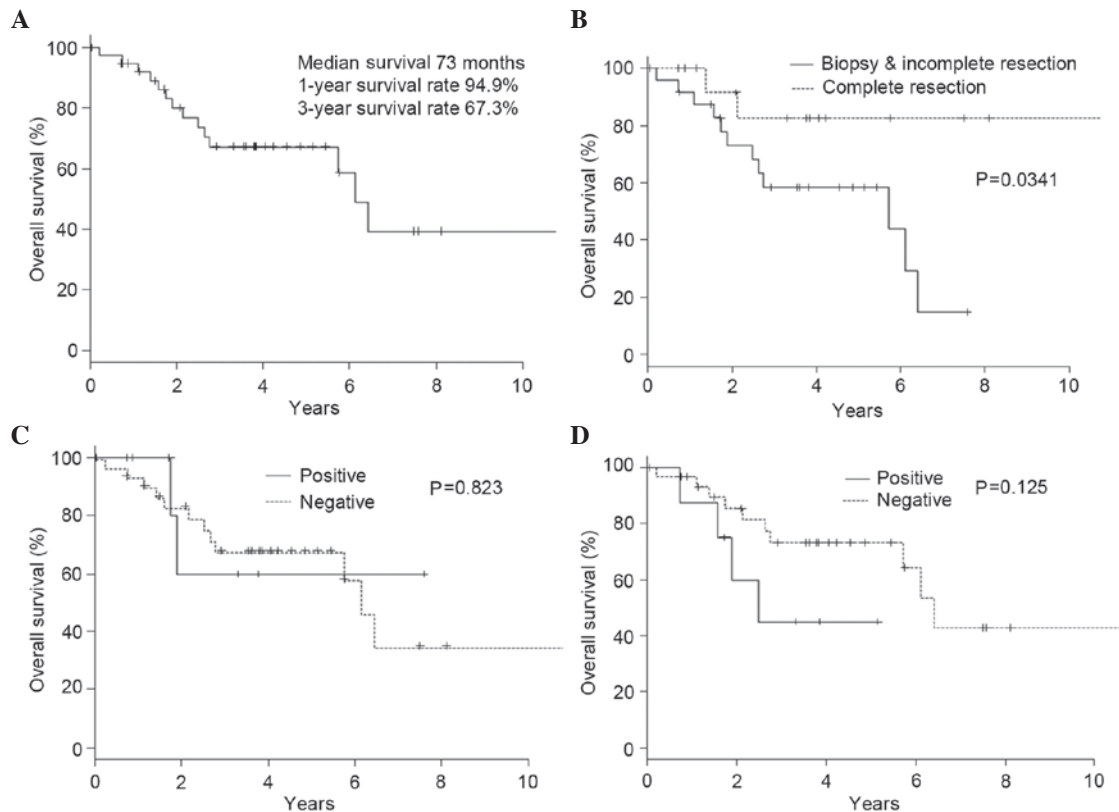 A
100
80
60
40
20
0
Overall survival (%)
Median survival 73 months
1-year survival rate 94.9%
3-year survival rate 67.3%
0 2 4 6 8 10
Years
B
100
80
60
40
20
0
Overall survival (%)
Biopsy & incomplete resection
Complete resection
P=0.0341
0 2 4 6 8 10
Years
C
100
80
60
40
20
0
Overall survival (%)
Positive
Negative
P=0.823
0 2 4 6 8 10
Years
D
100
80
60
40
20
0
Overall survival (%)
Positive
Negative
P=0.125
0 2 4 6 8 10
Years